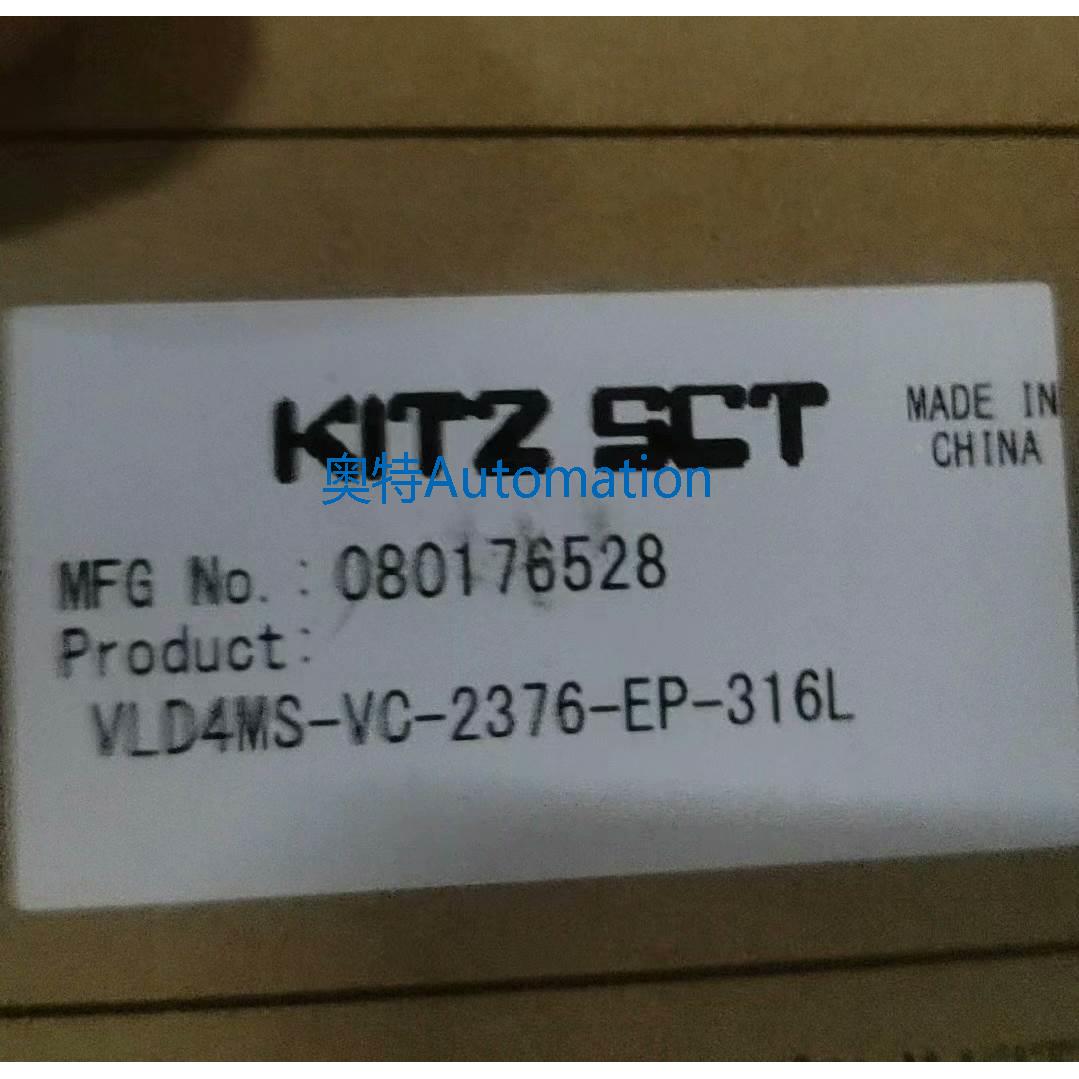 KITZ SCT
MADE IN
CHINA
奥特Automation
MFG No.: 080176528
Product:
VLD4MS-VC-2376-EP-316L